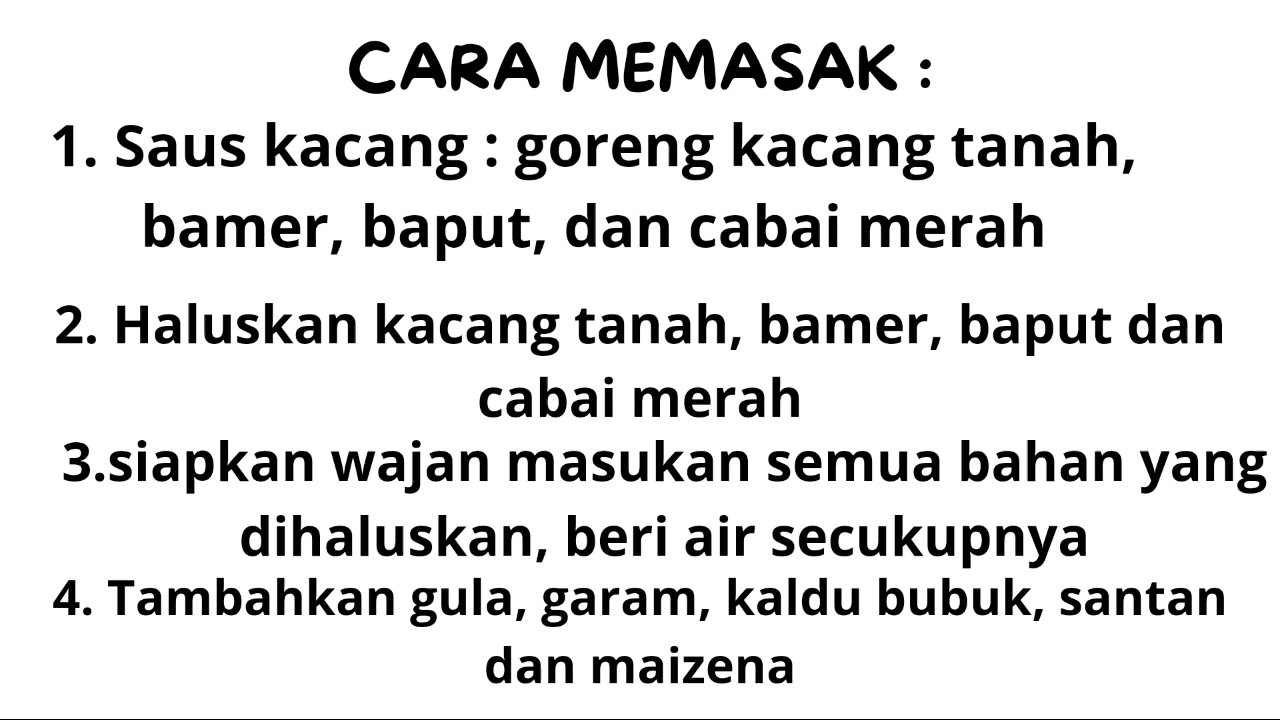 CARA MEMASAK :
1. Saus kacang : goreng kacang tanah,
bamer, baput, dan cabai merah
2. Haluskan kacang tanah, bamer, baput dan
cabai merah
3.siapkan wajan masukan semua bahan yang
dihaluskan, beri air secukupnya
4. Tambahkan gula, garam, kaldu bubuk, santan
dan maizena